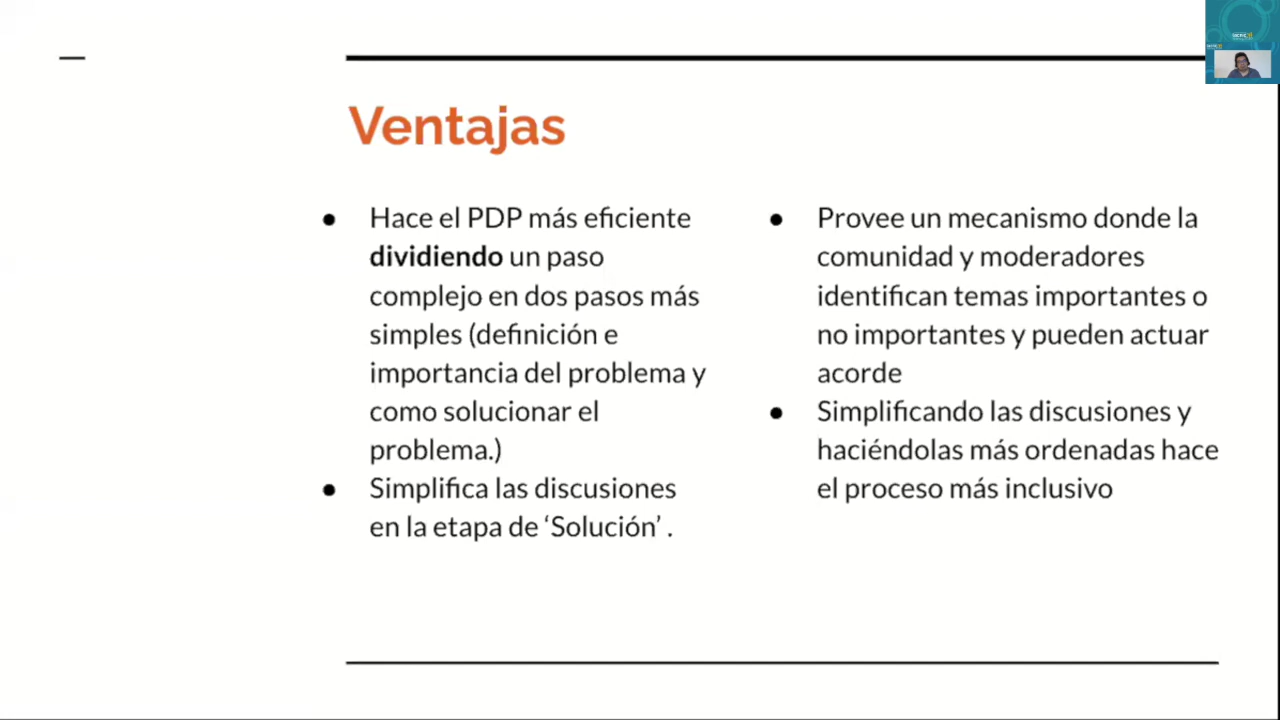 Ventajas
● Hace el PDP más eficiente
dividiendo un paso
complejo en dos pasos más
simples (definición e
importancia del problema y
como solucionar el
problema.)
● Simplifica las discusiones
en la etapa de ‘Solución’ .
● Provee un mecanismo donde la
comunidad y moderadores
identifican temas importantes o
no importantes y pueden actuar
acorde
● Simplificando las discusiones y
haciéndolas más ordenadas hace
el proceso más inclusivo